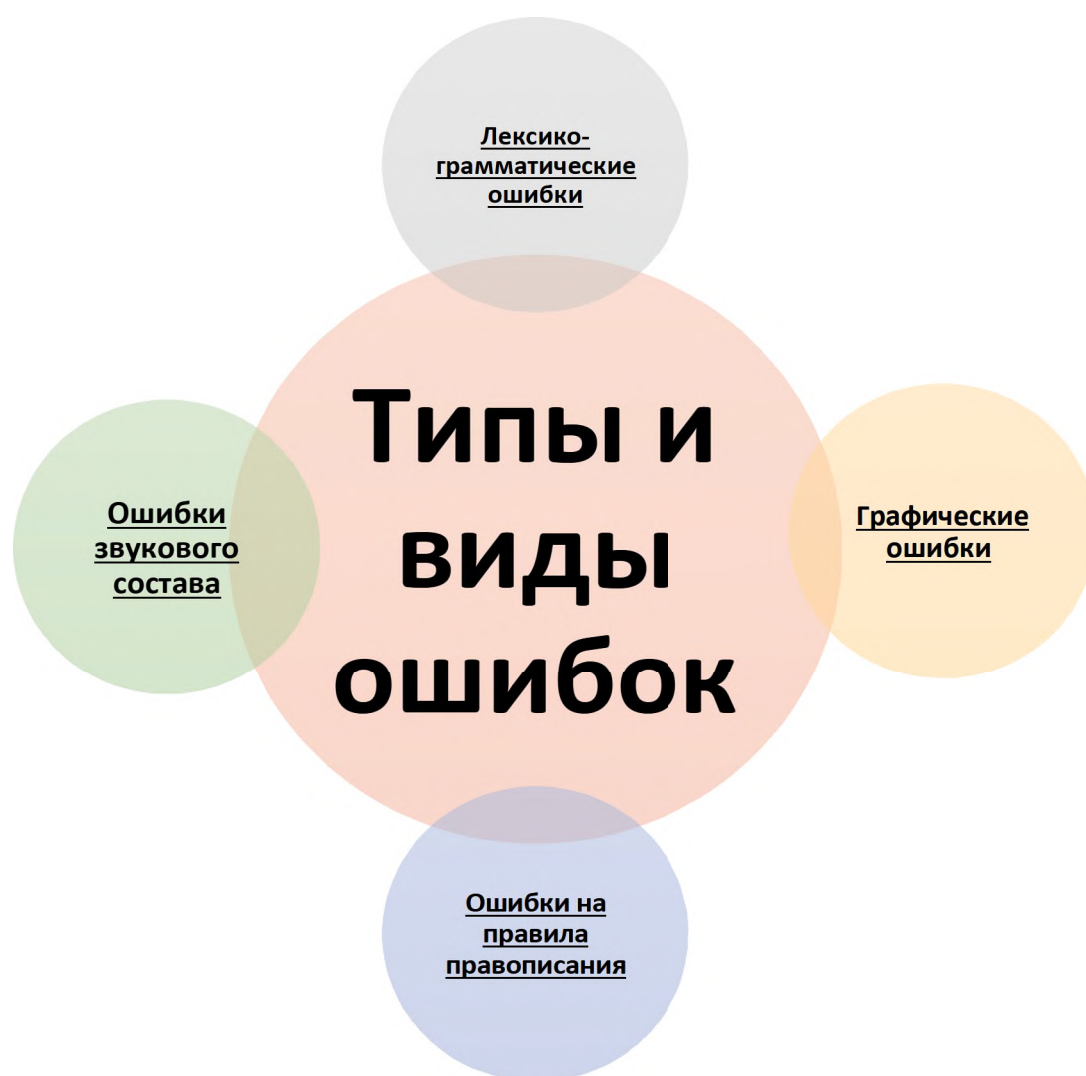 Лексико-
грамматические
ошибки
Типы и
виды
ошибок
Ошибки
звукового
состава
Графические
ошибки
Ошибки на
правила
правописания